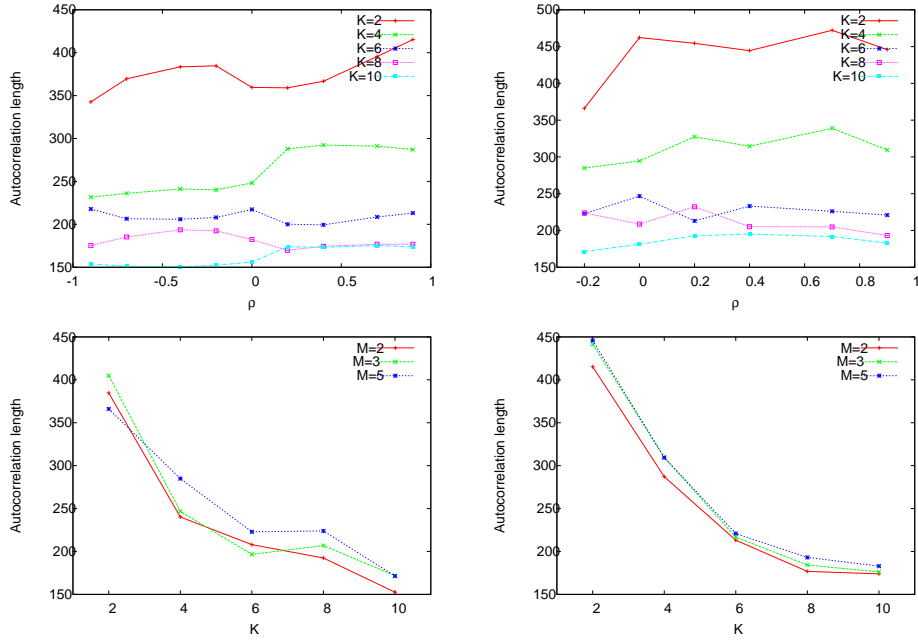 450
400
350
300
250
200
150
-1
-0.5
0
0.5
1
Autocorrelation length
ρ
K=2
K=4
K=6
K=8
K=10
500
450
400
350
300
250
200
150
-0.2
0
0.2
0.4
0.6
0.8
1
Autocorrelation length
ρ
K=2
K=4
K=6
K=8
K=10
450
400
350
300
250
200
150
2
4
6
8
10
Autocorrelation length
K
M=2
M=3
M=5
450
400
350
300
250
200
150
2
4
6
8
10
Autocorrelation length
K
M=2
M=3
M=5